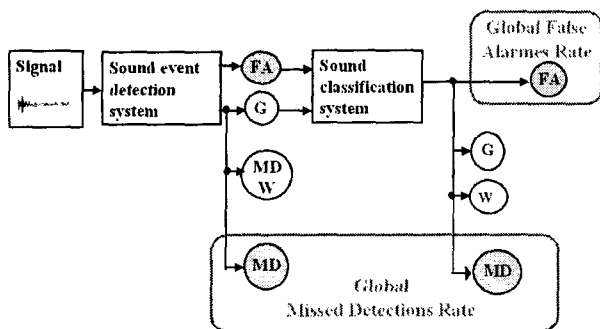 Global False
Alarmes Rate
FA
Signal
Sound event
detection
system
FA
G
Sound
classification
system
MD
W
G
W
MD
MD
Global
Missed Detections Rate